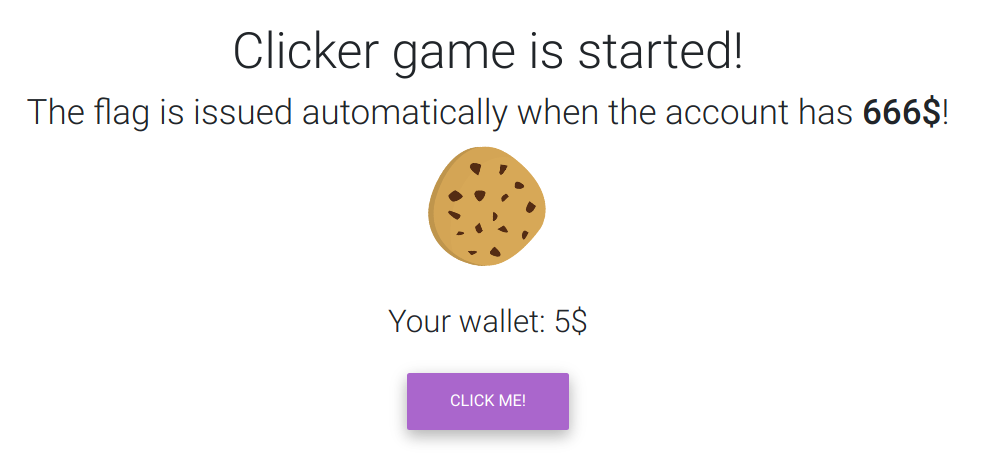 Clicker game is started!
The flag is issued automatically when the account has 666$!
Your wallet: 5$
CLICK ME!